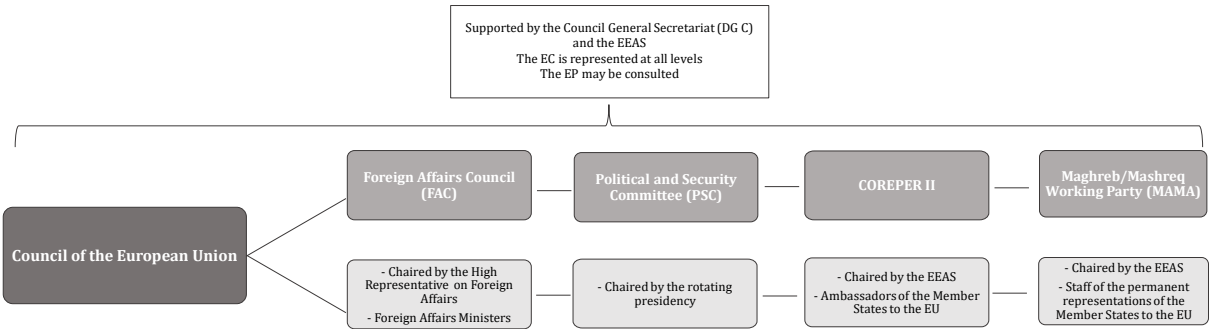 Supported by the Council General Secretariat (DG C)
and the EEAS
The EC is represented at all levels
The EP may be consulted
Foreign Affairs Council
(FAC)
Political and Security
Committee (PSC)
COREPER II
Maghreb/Mashreq
Working Party (MAMA)
Council of the European Union
- Chaired by the High
Representative on Foreign
Affairs
- Foreign Affairs Ministers
- Chaired by the rotating
presidency
- Chaired by the EEAS
- Ambassadors of the Member
States to the EU
- Chaired by the EEAS
- Staff of the permanent
representations of the
Member States to the EU